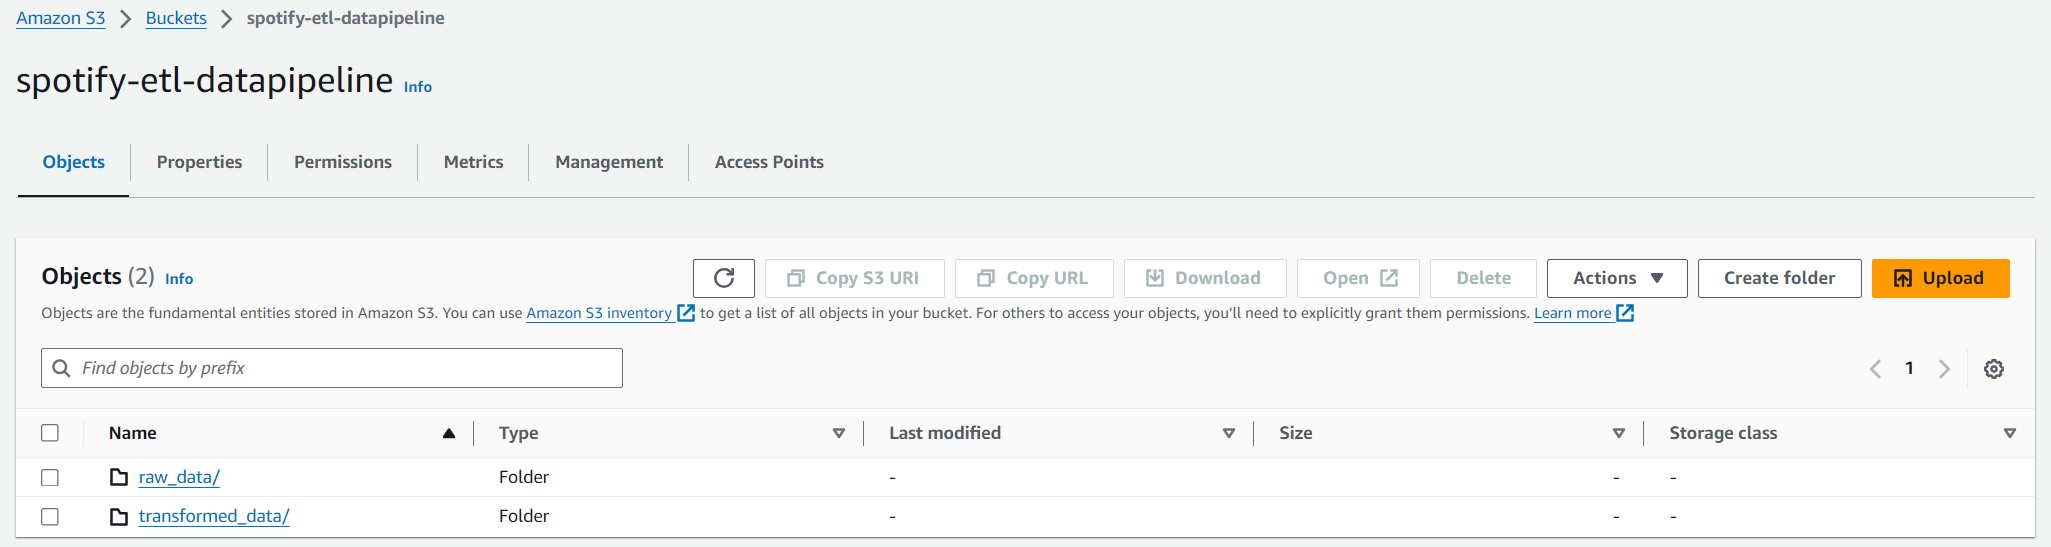 Amazon S3 > Buckets > spotify-etl-datapipeline
spotify-etl-datapipeline Info
Objects Properties Permissions Metrics Management Access Points
Objects (2) Info Copy S3 URI Copy URL Download Open Delete Actions Create folder Upload
Objects are the fundamental entities stored in Amazon S3. You can use Amazon S3 inventory to get a list of all objects in your bucket. For others to access your objects, you'll need to explicitly grant them permissions. Learn more
Find objects by prefix 1
Name Type Last modified Size Storage class
raw_data/ Folder - - -
transformed_data/ Folder - - -